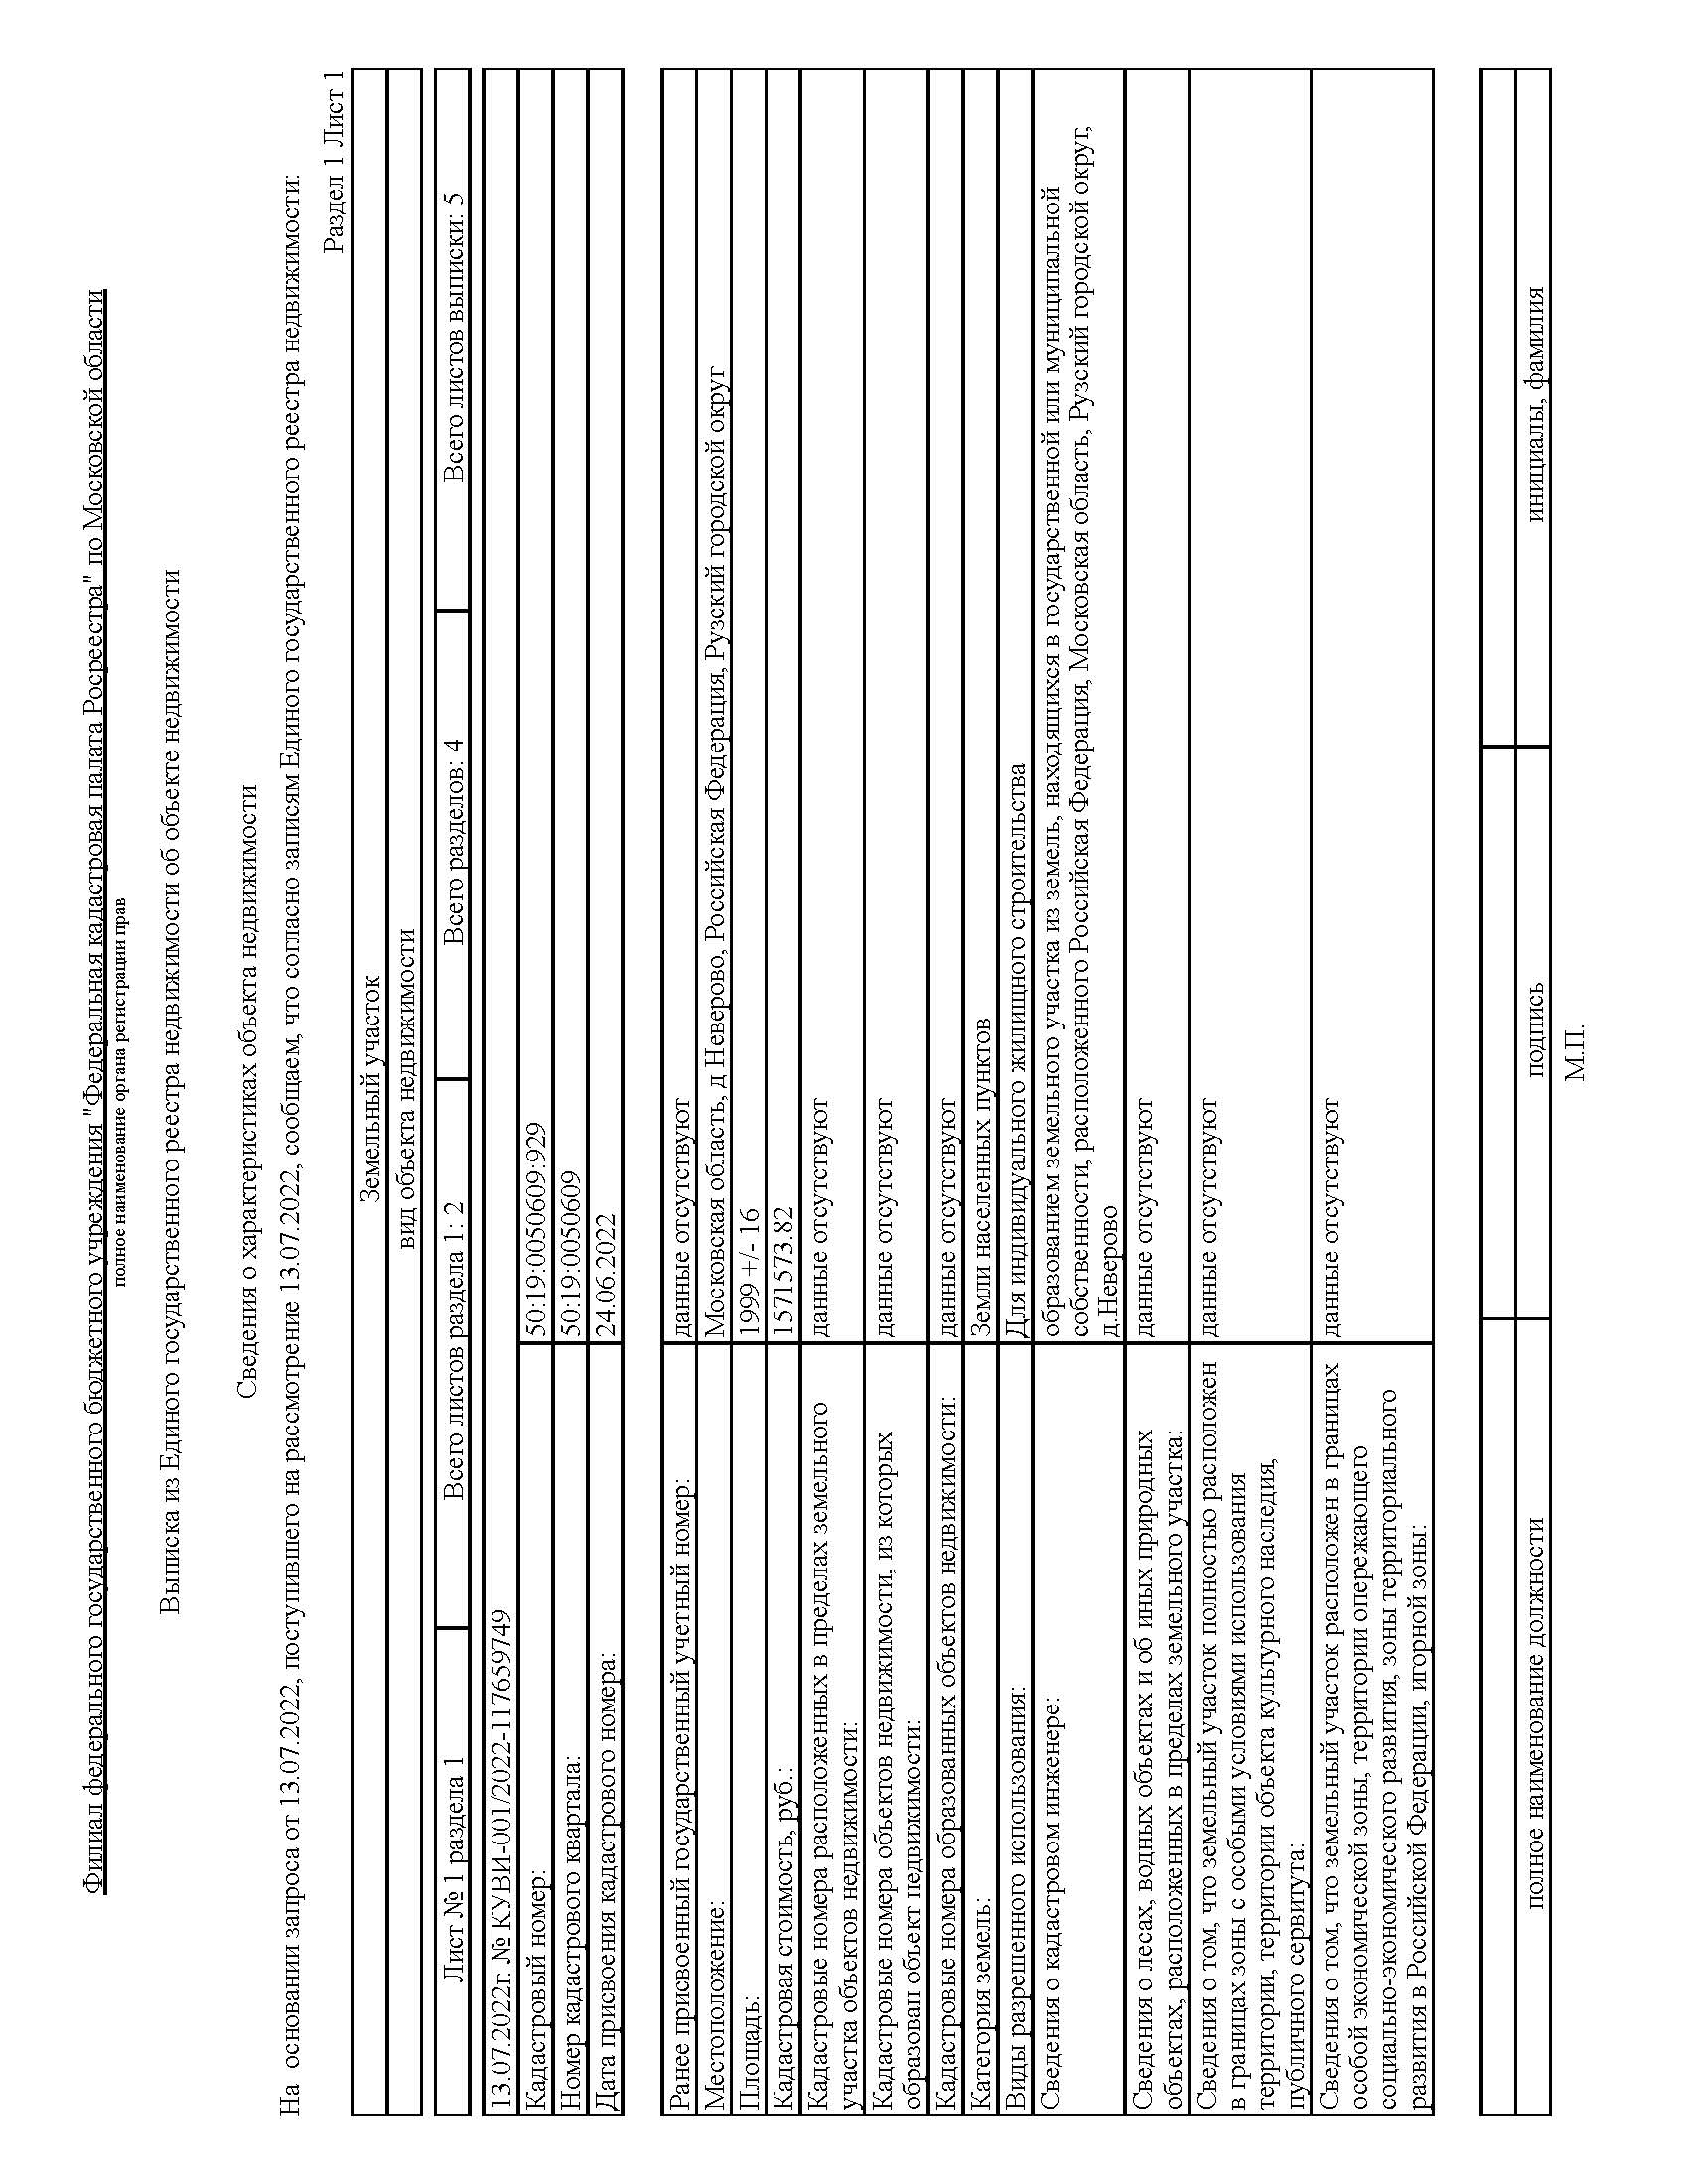 Филиал федерального государственного бюджетного учреждения "Федеральная кадастровая палата Росреестра" по Московской области
полное наименование органа регистрации прав
Выписка из Единого государственного реестра недвижимости об объекте недвижимости
Сведения о характеристиках объекта недвижимости
На основании запроса от 13.07.2022, поступившего на рассмотрение 13.07.2022, сообщаем, что согласно записям Единого государственного реестра недвижимости:
Раздел 1 Лист 1
Земельный участок
вид объекта недвижимости
Лист № 1 раздела 1
Всего листов раздела 1: 2
Всего разделов: 4
Всего листов выписки: 5
13.07.2022г. № КУВИ-001/2022-117659749
Кадастровый номер:
50:19:0050609:929
Номер кадастрового квартала:
50:19:0050609
Дата присвоения кадастрового номера:
24.06.2022
Ранее присвоенный государственный учетный номер:
данные отсутствуют
Местоположение:
Московская область, д Неверово, Российская Федерация, Рузский городской округ
Площадь:
1999 +/- 16
Кадастровая стоимость, руб.:
1571573.82
Кадастровые номера расположенных в пределах земельного
участка объектов недвижимости:
данные отсутствуют
Кадастровые номера объектов недвижимости, из которых
образован объект недвижимости:
данные отсутствуют
Кадастровые номера образованных объектов недвижимости:
данные отсутствуют
Категория земель:
Земли населенных пунктов
Виды разрешенного использования:
Для индивидуального жилищного строительства
Сведения о кадастровом инженере:
образованием земельного участка из земель, находящихся в государственной или муниципальной
собственности, расположенного Российская Федерация, Московская область, Рузский городской округ,
д.Неверово
Сведения о лесах, водных объектах и об иных природных
объектах, расположенных в пределах земельного участка:
данные отсутствуют
Сведения о том, что земельный участок полностью расположен
в границах зоны с особыми условиями использования
территории, территории объекта культурного наследия,
публичного сервитута:
данные отсутствуют
Сведения о том, что земельный участок расположен в границах
особой экономической зоны, территории опережающего
социально-экономического развития, зоны территориального
развития в Российской Федерации, игорной зоны:
данные отсутствуют
полное наименование должности
подпись
инициалы, фамилия
М.П.